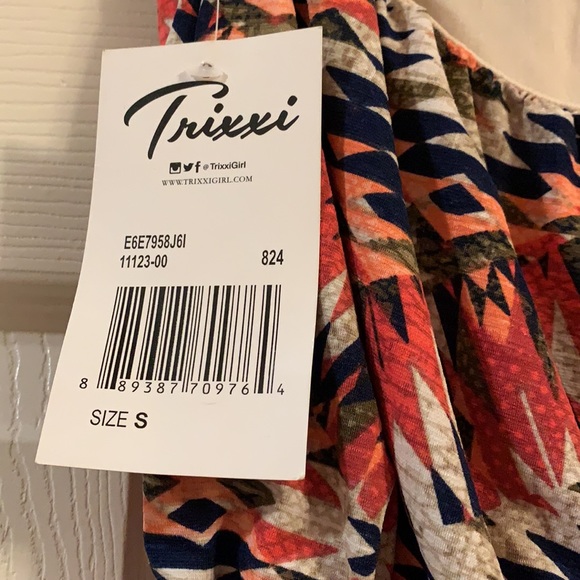 Trixxi
@TrixxiGirl
WWW.TRIXXIGIRL.COM
E6E7958J6I
11123-00 824
8 89387 70976 4
SIZE S